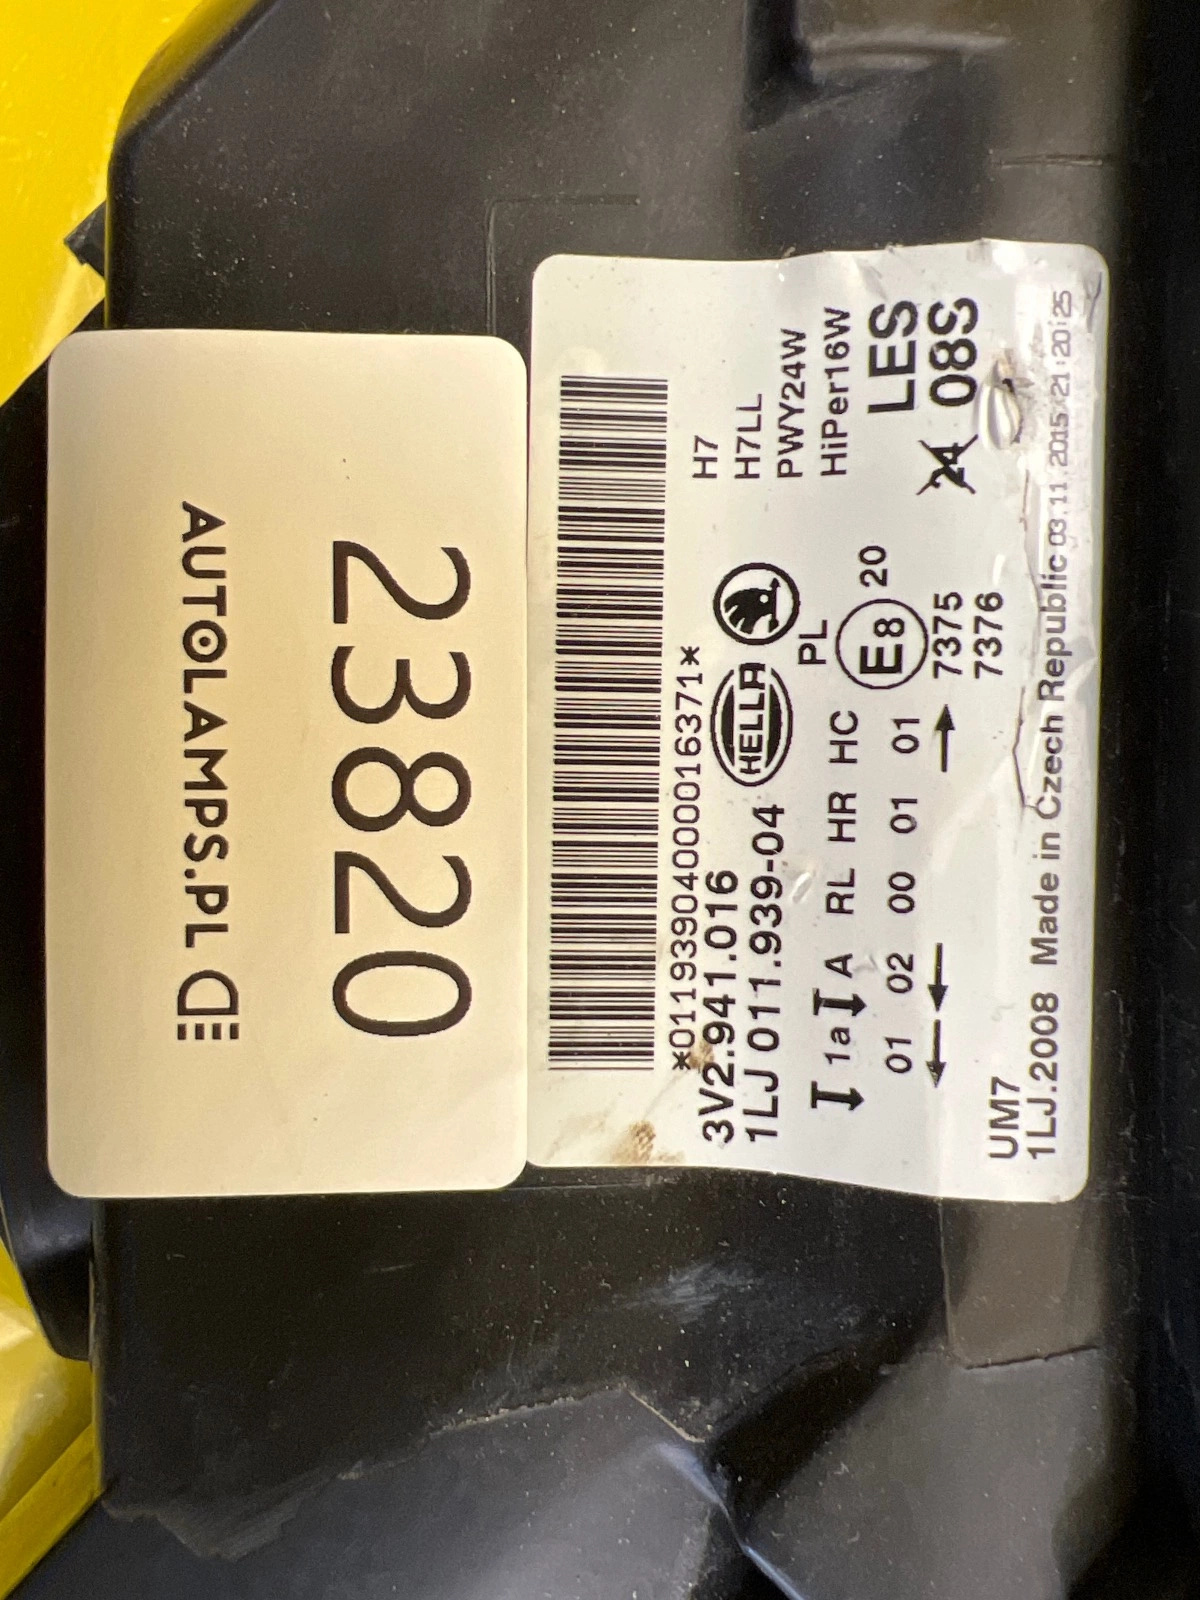 AUTOLAMPS.PL
23820
*01193904000016371*
3V2.941.016
1LJ 011.939-04
HELLA
H7
H7LL
PWY24W
HiPer16W
PL
1a A RL HR HC
01 02 00 01 01
E8 20
LES
24 08S
7375
7376
UM7
1LJ.2008 Made in Czech Republic 03.11.2015 21:20:25